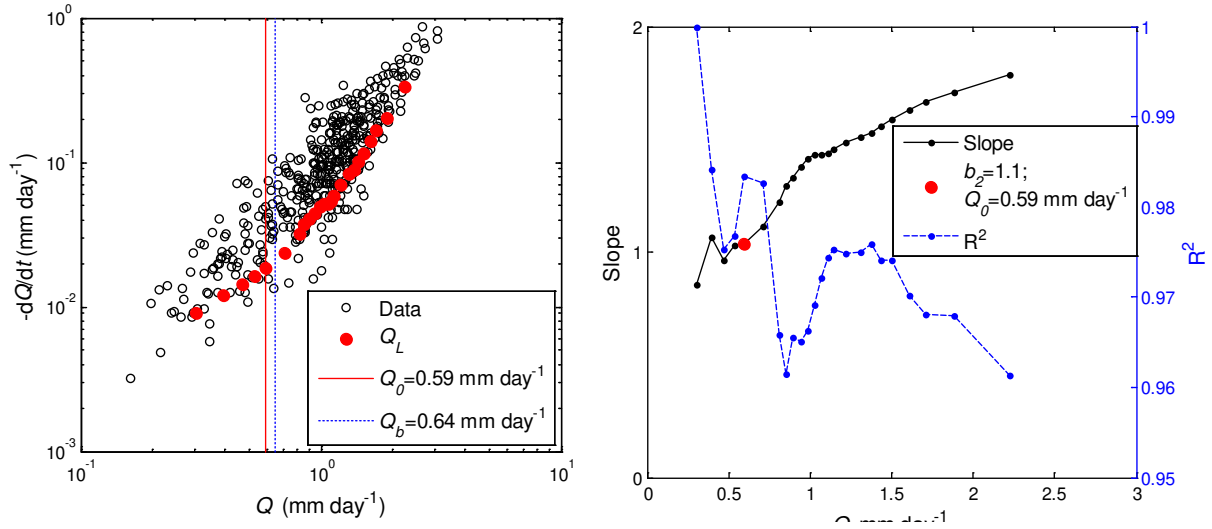 10^0
10^-1
10^-2
10^-3
-dQ/dt (mm day^-1)
Data
Q_L
Q_0=0.59 mm day^-1
Q_b=0.64 mm day^-1
10^-1
10^0
10^1
Q (mm day^-1)
2
1
0
Slope
1
0.99
0.98
0.97
0.96
0.95
R^2
Slope
b_2=1.1;
Q_0=0.59 mm day^-1
R^2
0
0.5
1
1.5
2
2.5
3